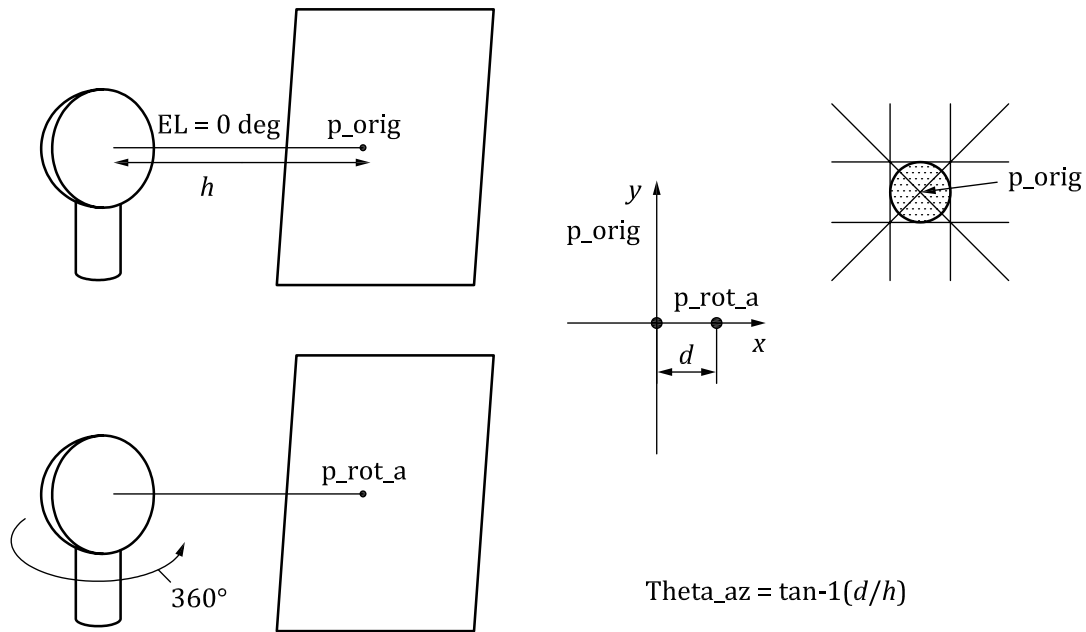 EL = 0 deg
p_orig
h
p_rot_a
360°
y
p_orig
p_rot_a
x
d
p_orig
Theta_az = tan-1(d/h)